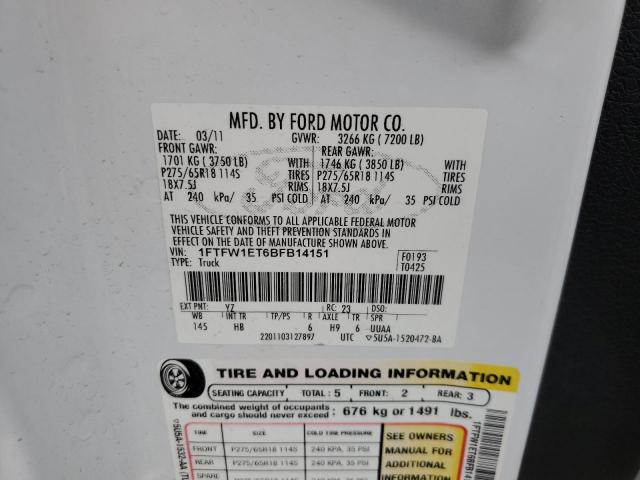 MFD. BY FORD MOTOR CO.
DATE: 03/11 GVWR: 3266 KG ( 7200 LB)
FRONT GAWR: REAR GAWR:
1701 KG ( 3750 LB) WITH 1746 KG ( 3850 LB) WITH
P275/65R18 114S TIRES P275/65R18 114S TIRES
18X7.5J RIMS 18X7.5J RIMS
AT 240 kPa/ 35 PSI COLD AT 240 kPa/ 35 PSI COLD
THIS VEHICLE CONFORMS TO ALL APPLICABLE FEDERAL MOTOR
VEHICLE SAFETY AND THEFT PREVENTION STANDARDS IN EFFECT
ON THE DATE OF MANUFACTURE SHOWN ABOVE.
VIN: 1FTFW1ET6BFB14151 F0193
TYPE: Truck T0425
EXT PNT: YZ RC: 23 DSO:
WB INT TR TP/PS R AXLE TR SPR
145 HB 6 H9 6 UUAA
2201103127897 UTC ▽5U5A-1520472-BA
TIRE AND LOADING INFORMATION
SEATING CAPACITY TOTAL : 5 FRONT: 2 REAR: 3
The combined weight of occupants
and cargo should never exceed 676 kg or 1491 lbs.
TIRE SIZE COLD TIRE PRESSURE SEE OWNERS
FRONT P275/65R18 114S 240 KPA, 35 PSI MANUAL FOR
REAR P275/65R18 114S 240 KPA, 35 PSI ADDITIONAL
SPARE 240 KPA, 35 PSI INFORMATION